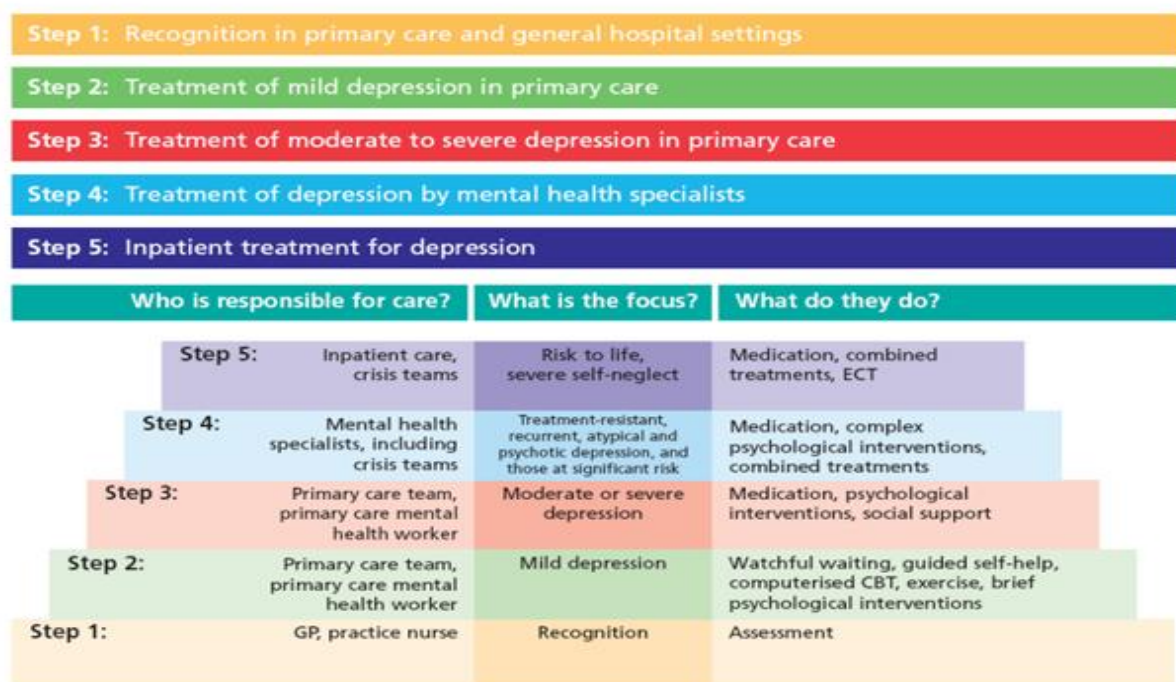 Step 1: Recognition in primary care and general hospital settings
Step 2: Treatment of mild depression in primary care
Step 3: Treatment of moderate to severe depression in primary care
Step 4: Treatment of depression by mental health specialists
Step 5: Inpatient treatment for depression
Who is responsible for care? What is the focus? What do they do?
Step 5:
Inpatient care,
crisis teams
Risk to life,
severe self-neglect
Medication, combined
treatments, ECT
Step 4:
Mental health
specialists, including
crisis teams
Treatment-resistant,
recurrent, atypical and
psychotic depression, and
those at significant risk
Medication, complex
psychological interventions,
combined treatments
Step 3:
Primary care team,
primary care mental
health worker
Moderate or severe
depression
Medication, psychological
interventions, social support
Step 2:
Primary care team,
primary care mental
health worker
Mild depression
Watchful waiting, guided self-help,
computerised CBT, exercise, brief
psychological interventions
Step 1:
GP, practice nurse
Recognition
Assessment